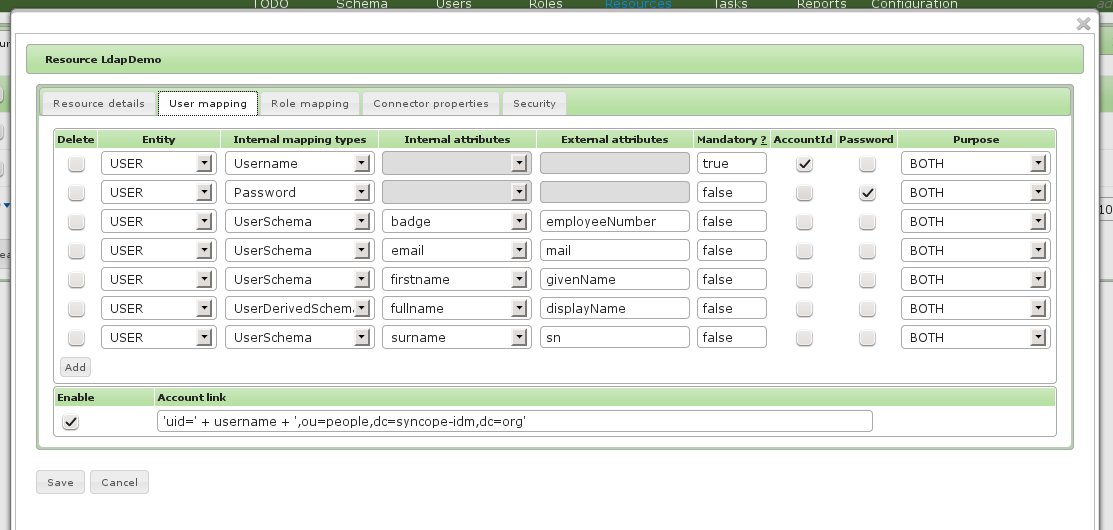 TODO Schema Users Roles Resources Tasks Reports Configuration
Resource LdapDemo
Resource details User mapping Role mapping Connector properties Security
Delete Entity Internal mapping types Internal attributes External attributes Mandatory ? AccountId Password Purpose
USER Username true BOTH
USER Password false BOTH
USER UserSchema badge employeeNumber false BOTH
USER UserSchema email mail false BOTH
USER UserSchema firstname givenName false BOTH
USER UserDerivedSchema fullname displayName false BOTH
USER UserSchema surname sn false BOTH
Add
Enable Account link
'uid=' + username + ',ou=people,dc=syncope-idm,dc=org'
Save Cancel